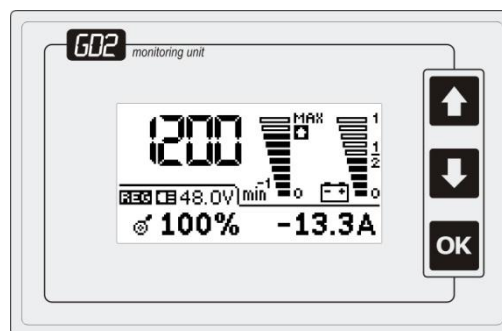 GD2 monitoring unit
1200
MAX
1
1/2
REG 48.0V min⁻¹ 0 - + 0
100% -13.3A
OK